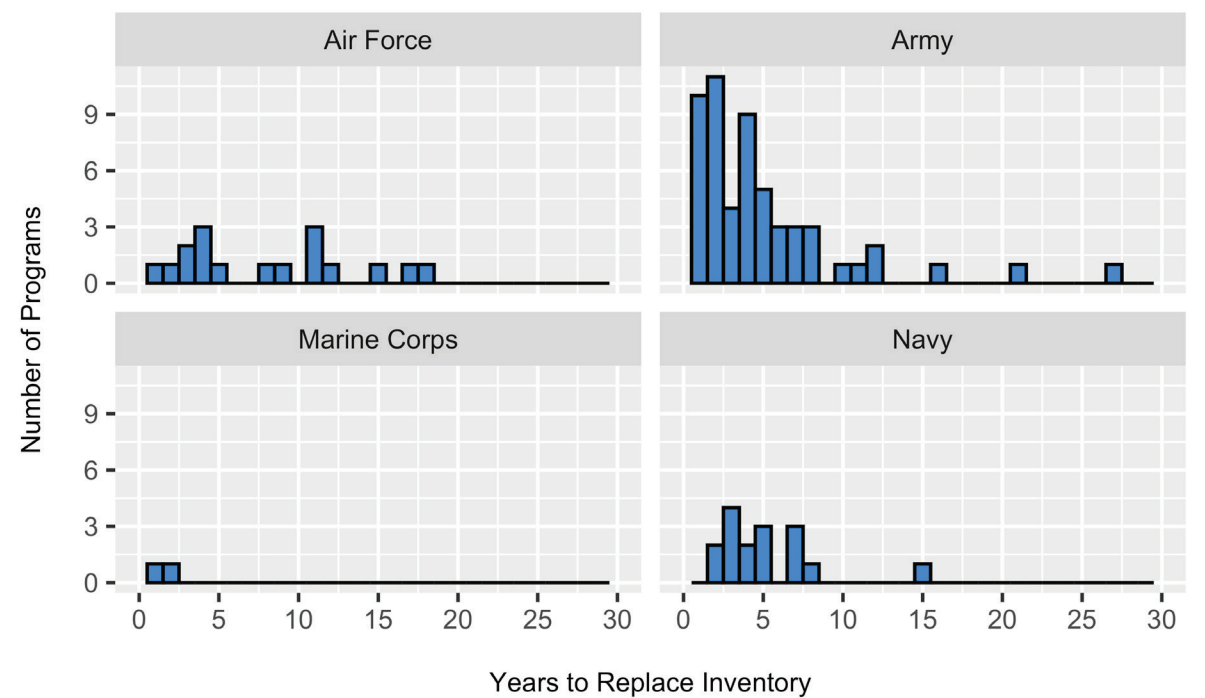 Air Force
Army
9
6
3
0
Marine Corps
Navy
9
6
3
0
0 5 10 15 20 25 30
0 5 10 15 20 25 30
Number of Programs
Years to Replace Inventory